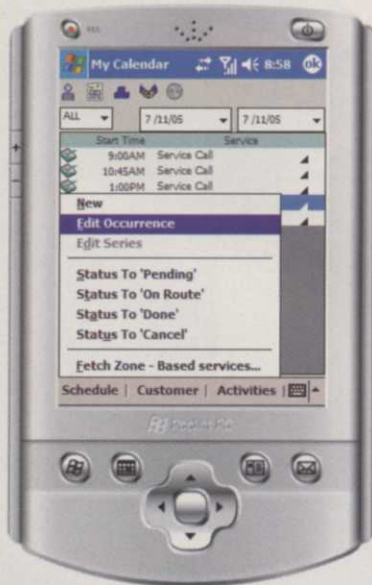 My Calendar 8:58 ok
ALL 7 /11/05 7 /11/05
Start Time Service
9:00AM Service Call
10:45AM Service Call
1:00PM Service Call
New
Edit Occurrence
Edit Series
Status To 'Pending'
Status To 'On Route'
Status To 'Done'
Status To 'Cancel'
Fetch Zone - Based services...
Schedule | Customer | Activities |